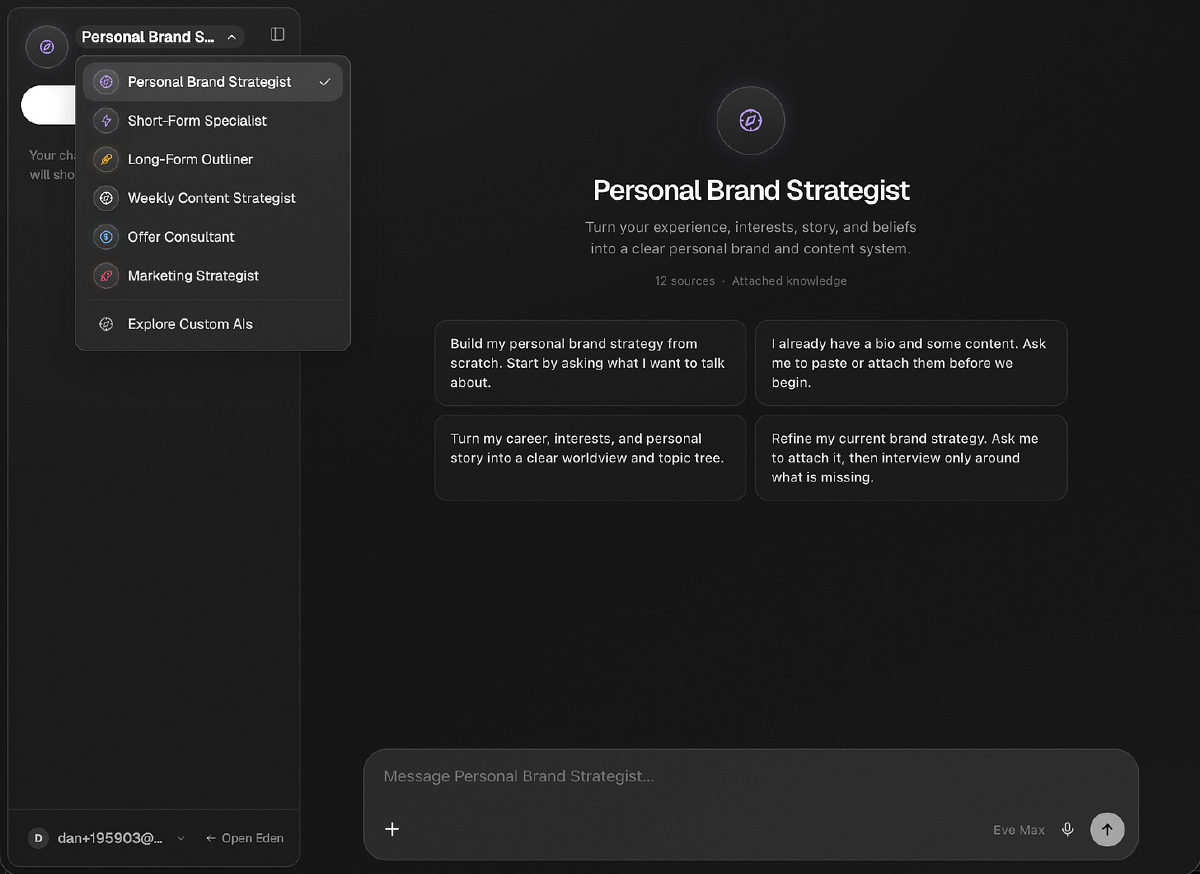 Personal Brand S...
Personal Brand Strategist
Short-Form Specialist
Long-Form Outliner
Weekly Content Strategist
Offer Consultant
Marketing Strategist
Explore Custom AIs
Your cha
will sho
Personal Brand Strategist
Turn your experience, interests, story, and beliefs
into a clear personal brand and content system.
12 sources · Attached knowledge
Build my personal brand strategy from
scratch. Start by asking what I want to talk
about.
I already have a bio and some content. Ask
me to paste or attach them before we
begin.
Turn my career, interests, and personal
story into a clear worldview and topic tree.
Refine my current brand strategy. Ask me
to attach it, then interview only around
what is missing.
Message Personal Brand Strategist...
Eve Max
D
dan+195903@...
← Open Eden